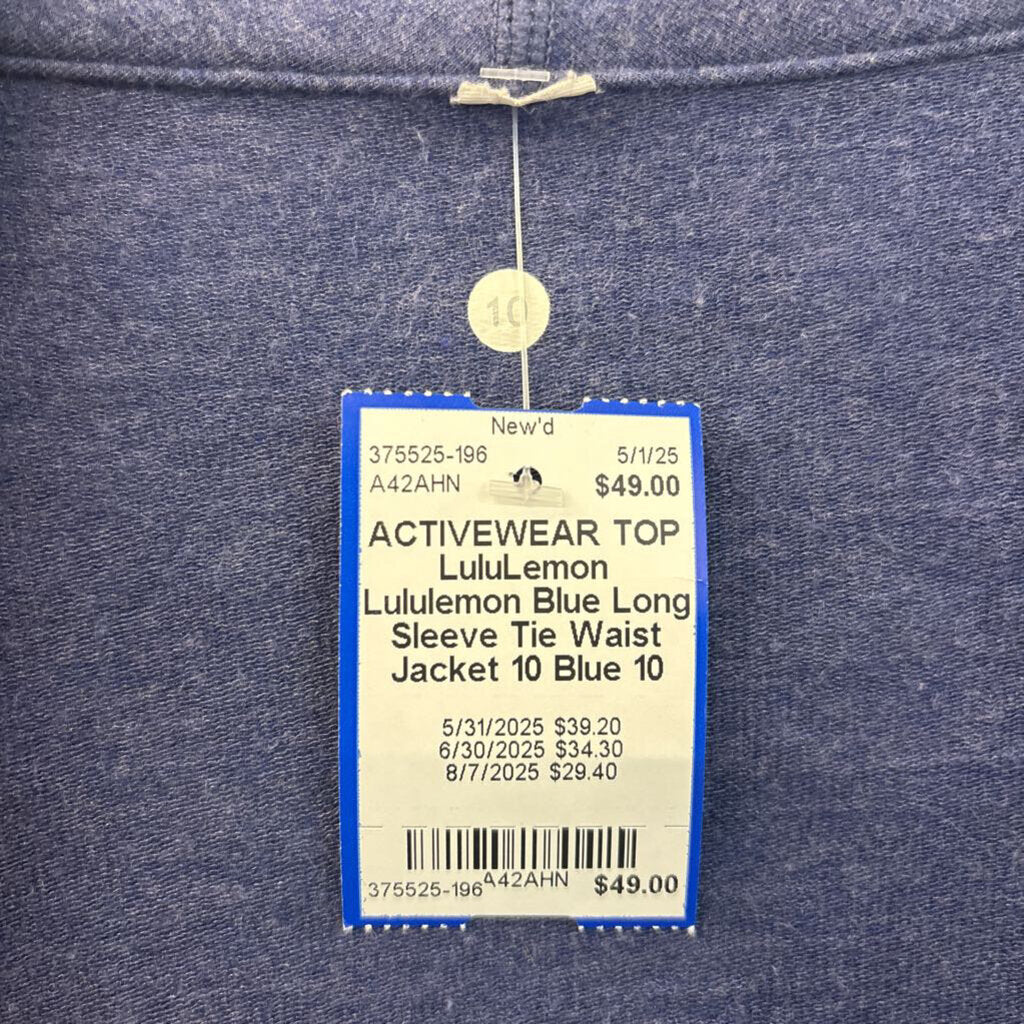 10
New'd
375525-196 5/1/25
A42AHN $49.00
ACTIVEWEAR TOP
LuluLemon
Lululemon Blue Long
Sleeve Tie Waist
Jacket 10 Blue 10
5/31/2025 $39.20
6/30/2025 $34.30
8/7/2025 $29.40
375525-196 A42AHN $49.00